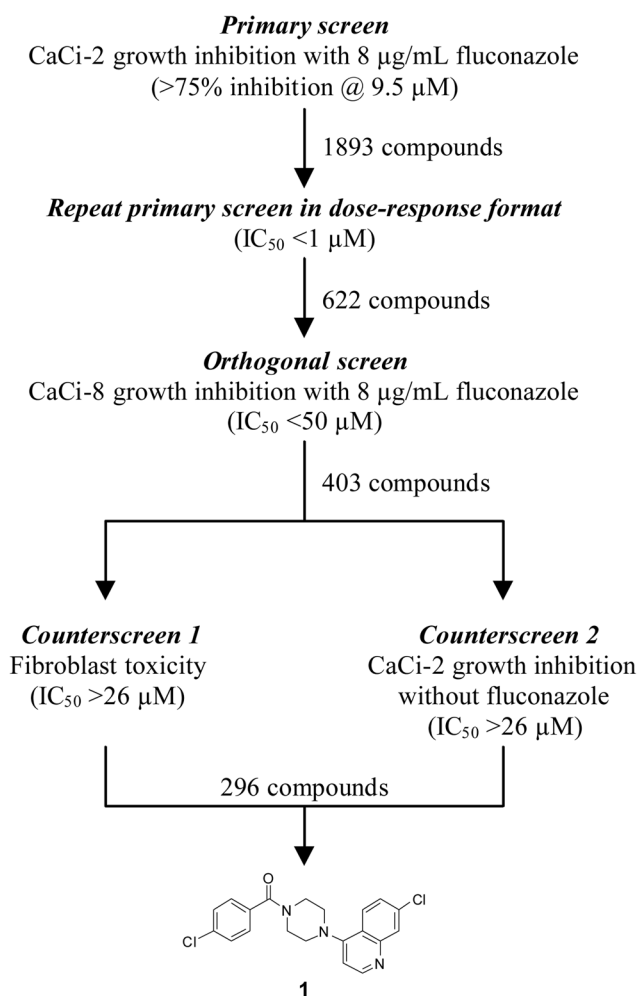 Primary screen
CaCi-2 growth inhibition with 8 μg/mL fluconazole
(>75% inhibition @ 9.5 μM)
1893 compounds
Repeat primary screen in dose-response format
(IC50 <1 μM)
622 compounds
Orthogonal screen
CaCi-8 growth inhibition with 8 μg/mL fluconazole
(IC50 <50 μM)
403 compounds
Counterscreen 1
Fibroblast toxicity
(IC50 >26 μM)
Counterscreen 2
CaCi-2 growth inhibition
without fluconazole
(IC50 >26 μM)
296 compounds
O
Cl
N
N
Cl
N
1